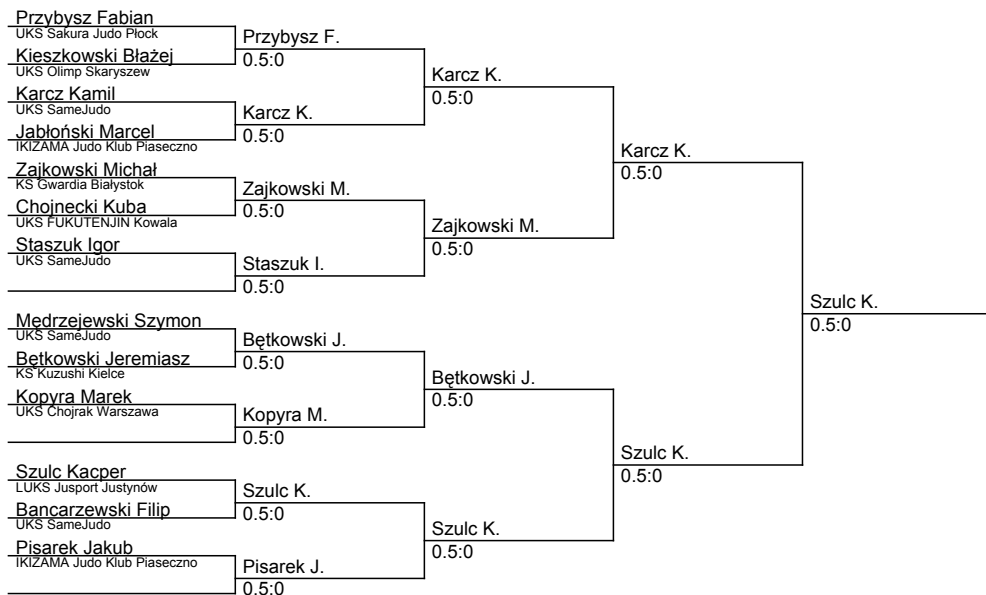 Przybysz Fabian
UKS Sakura Judo Płock
Kieszkowski Błażej
UKS Olimp Skaryszew
Karcz Kamil
UKS SameJudo
Jabłoński Marcel
IKIZAMA Judo Klub Piaseczno
Zajkowski Michał
KS Gwardia Białystok
Chojnecki Kuba
UKS FUKUTENJIN Kowala
Staszuk Igor
UKS SameJudo
Mędrzejewski Szymon
UKS SameJudo
Bętkowski Jeremiasz
KS Kuzushi Kielce
Kopyra Marek
UKS Chojrak Warszawa
Szulc Kacper
LUKS Jusport Justynów
Bancarzewski Filip
UKS SameJudo
Pisarek Jakub
IKIZAMA Judo Klub Piaseczno
Przybysz F.
0.5:0
Karcz K.
0.5:0
Zajkowski M.
0.5:0
Staszuk I.
0.5:0
Bętkowski J.
0.5:0
Kopyra M.
0.5:0
Szulc K.
0.5:0
Pisarek J.
0.5:0
Karcz K.
0.5:0
Zajkowski M.
0.5:0
Bętkowski J.
0.5:0
Szulc K.
0.5:0
Karcz K.
0.5:0
Szulc K.
0.5:0
Szulc K.
0.5:0